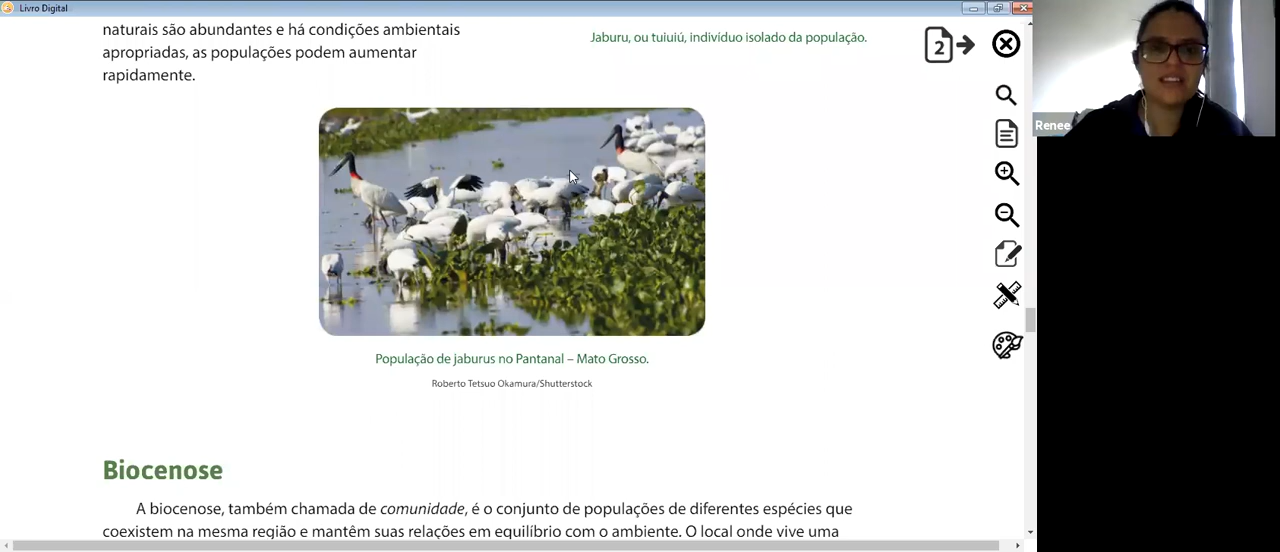 Livro Digital
naturais são abundantes e há condições ambientais
apropriadas, as populações podem aumentar
rapidamente.
Jaburu, ou tuiuiú, indivíduo isolado da população.
2
Renee
População de jaburus no Pantanal – Mato Grosso.
Roberto Tetsuo Okamura/Shutterstock
Biocenose
A biocenose, também chamada de comunidade, é o conjunto de populações de diferentes espécies que
coexistem na mesma região e mantêm suas relações em equilíbrio com o ambiente. O local onde vive uma